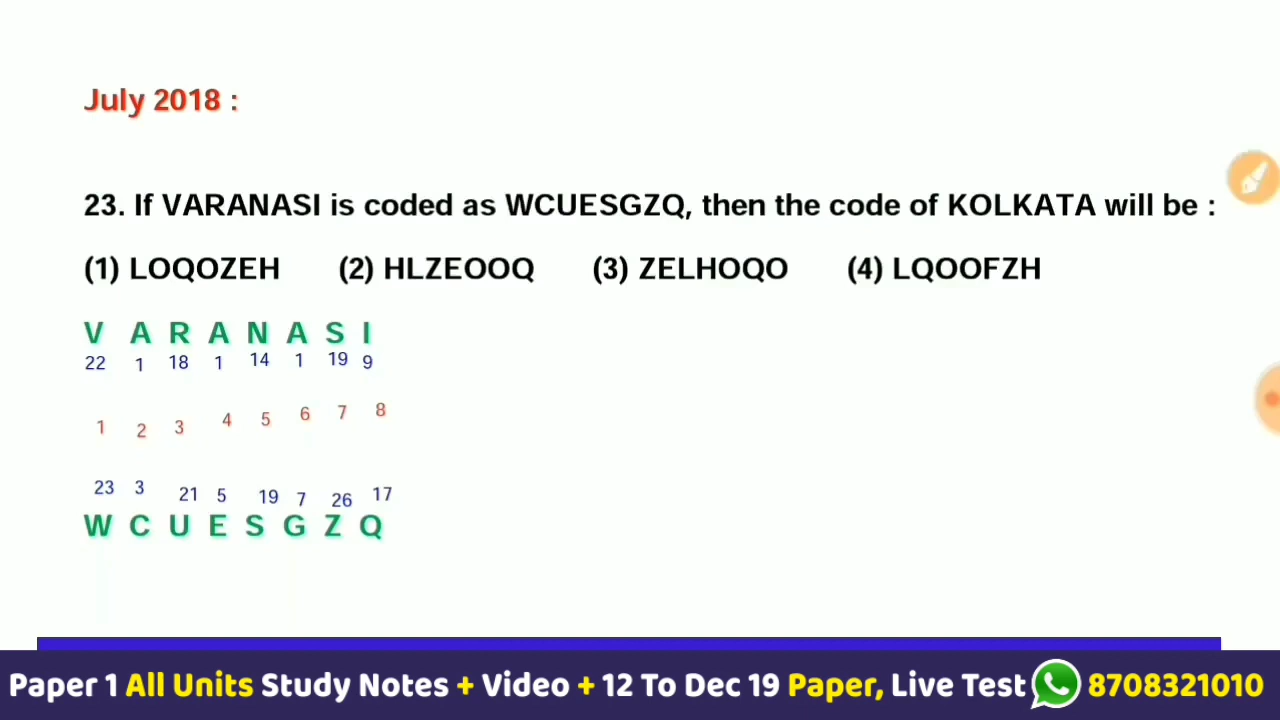 July 2018 :
23. If VARANASI is coded as WCUESGZQ, then the code of KOLKATA will be :
(1) LOQOZEH (2) HLZEOOQ (3) ZELHOQO (4) LQOOFZH
V A R A N A S I
22 1 18 1 14 1 19 9
1 2 3 4 5 6 7 8
23 3 21 5 19 7 26 17
W C U E S G Z Q
Paper 1 All Units Study Notes + Video + 12 To Dec 19 Paper, Live Test 8708321010